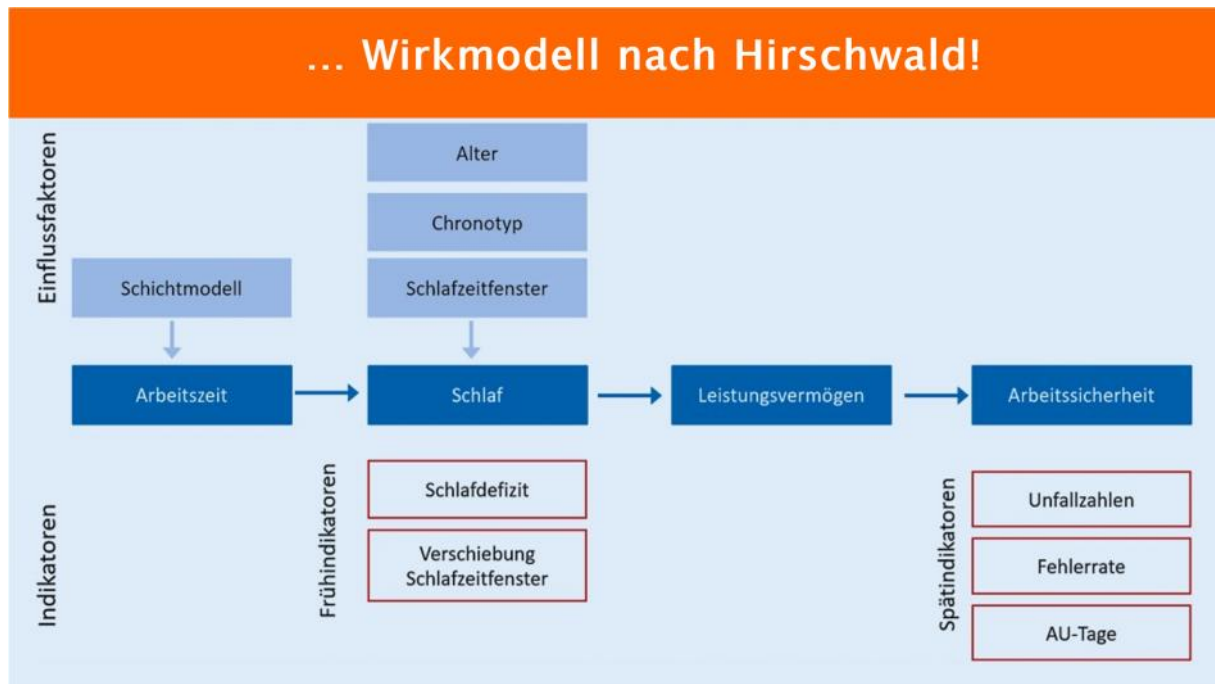 ... Wirkmodell nach Hirschwald!
Einflussfaktoren
Alter
Chronotyp
Schichtmodell
Schlafzeitfenster
Arbeitszeit
Schlaf
Leistungsvermögen
Arbeitssicherheit
Indikatoren
Frühindikatoren
Schlafdefizit
Verschiebung
Schlafzeitfenster
Spätindikatoren
Unfallzahlen
Fehlerrate
AU-Tage